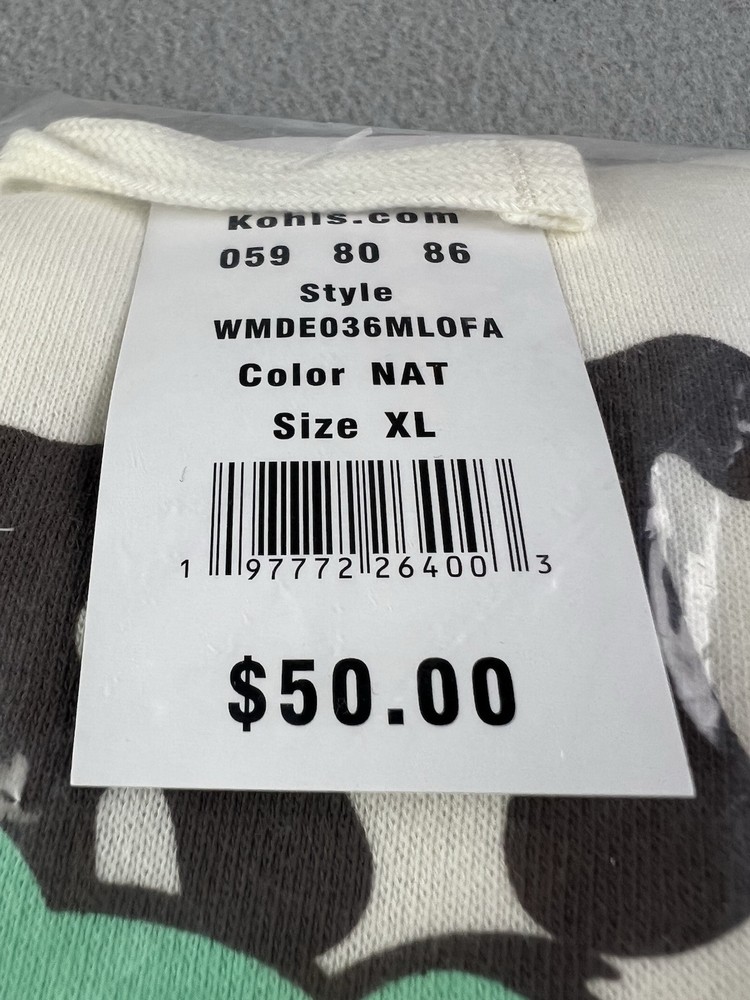 Kohls.com
059 80 86
Style
WMDE036MLOFA
Color NAT
Size XL
1 97772 26400 3
$50.00